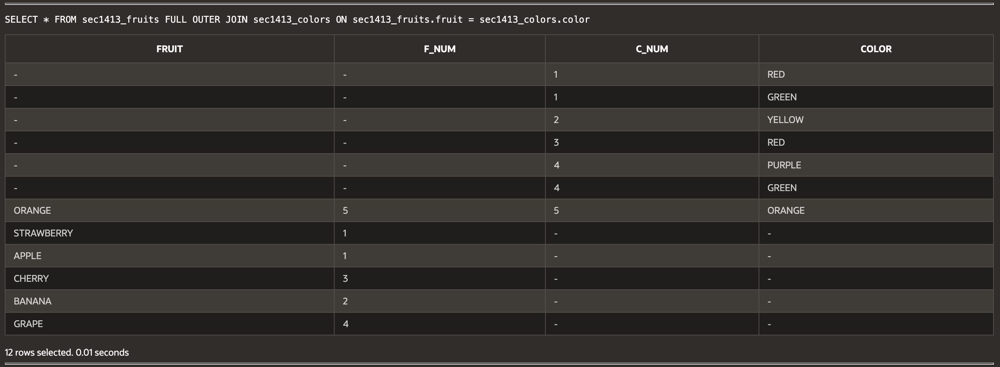 SELECT * FROM sec1413_fruits FULL OUTER JOIN sec1413_colors ON sec1413_fruits.fruit = sec1413_colors.color
FRUIT F_NUM C_NUM COLOR
- - 1 RED
- - 1 GREEN
- - 2 YELLOW
- - 3 RED
- - 4 PURPLE
- - 4 GREEN
ORANGE 5 5 ORANGE
STRAWBERRY 1 - -
APPLE 1 - -
CHERRY 3 - -
BANANA 2 - -
GRAPE 4 - -
12 rows selected. 0.01 seconds